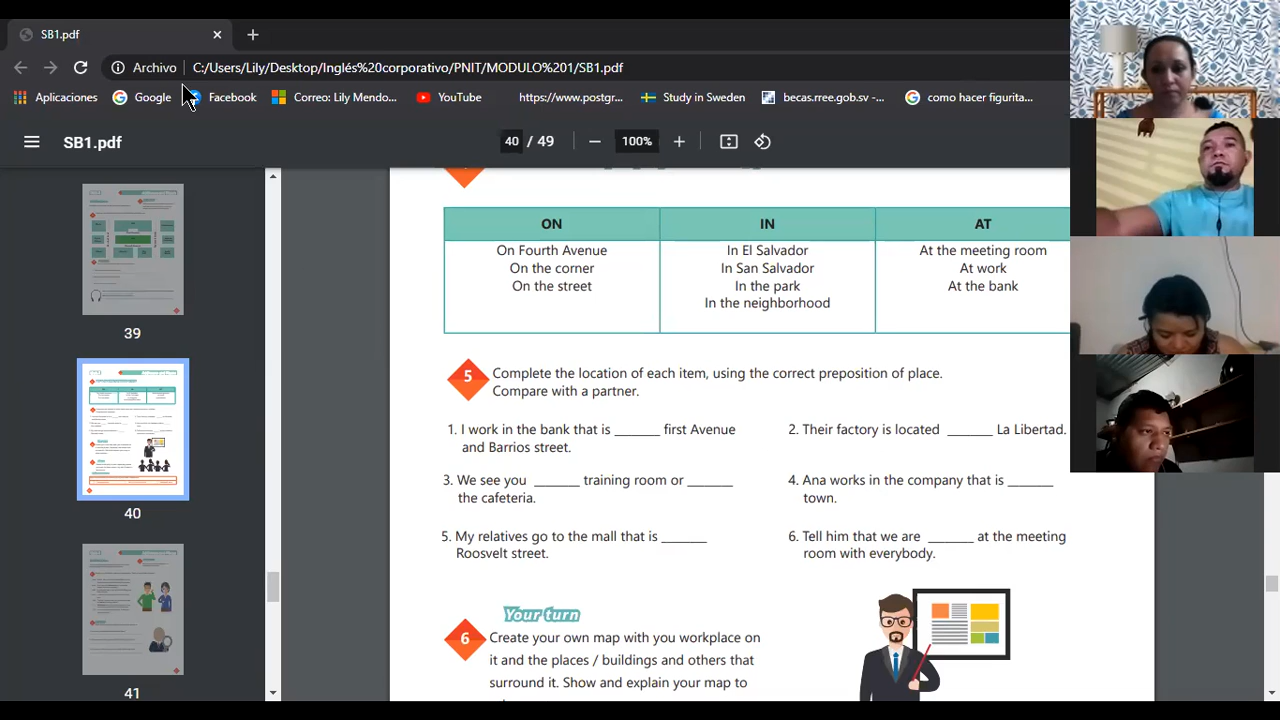 SB1.pdf
Archivo C:/Users/Lily/Desktop/Inglés%20corporativo/PNIT/MODULO%201/SB1.pdf
Aplicaciones Google Facebook Correo: Lily Mendo... YouTube https://www.postgr... Study in Sweden becas.rree.gob.sv -... como hacer figurita...
SB1.pdf 40 / 49 100%
39
40
41
ON IN AT
On Fourth Avenue In El Salvador At the meeting room
On the corner In San Salvador At work
On the street In the park At the bank
In the neighborhood
5 Complete the location of each item, using the correct preposition of place.
Compare with a partner.
1. I work in the bank that is ______ first Avenue
and Barrios street.
2. Their factory is located ______ La Libertad.
3. We see you ______ training room or ______
the cafeteria.
4. Ana works in the company that is ______
town.
5. My relatives go to the mall that is ______
Roosvelt street.
6. Tell him that we are ______ at the meeting
room with everybody.
Your turn
6 Create your own map with you workplace on
it and the places / buildings and others that
surround it. Show and explain your map to